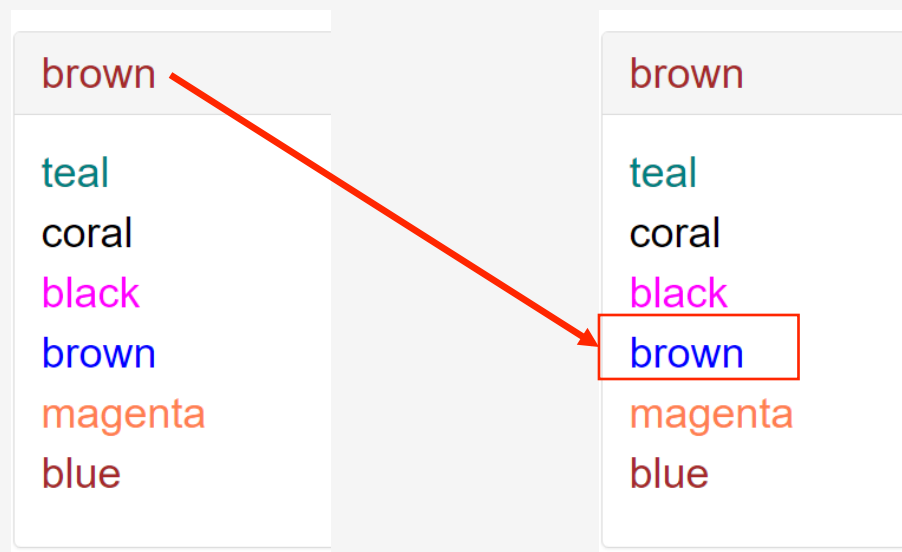 brown
teal
coral
black
brown
magenta
blue
brown
teal
coral
black
brown
magenta
blue